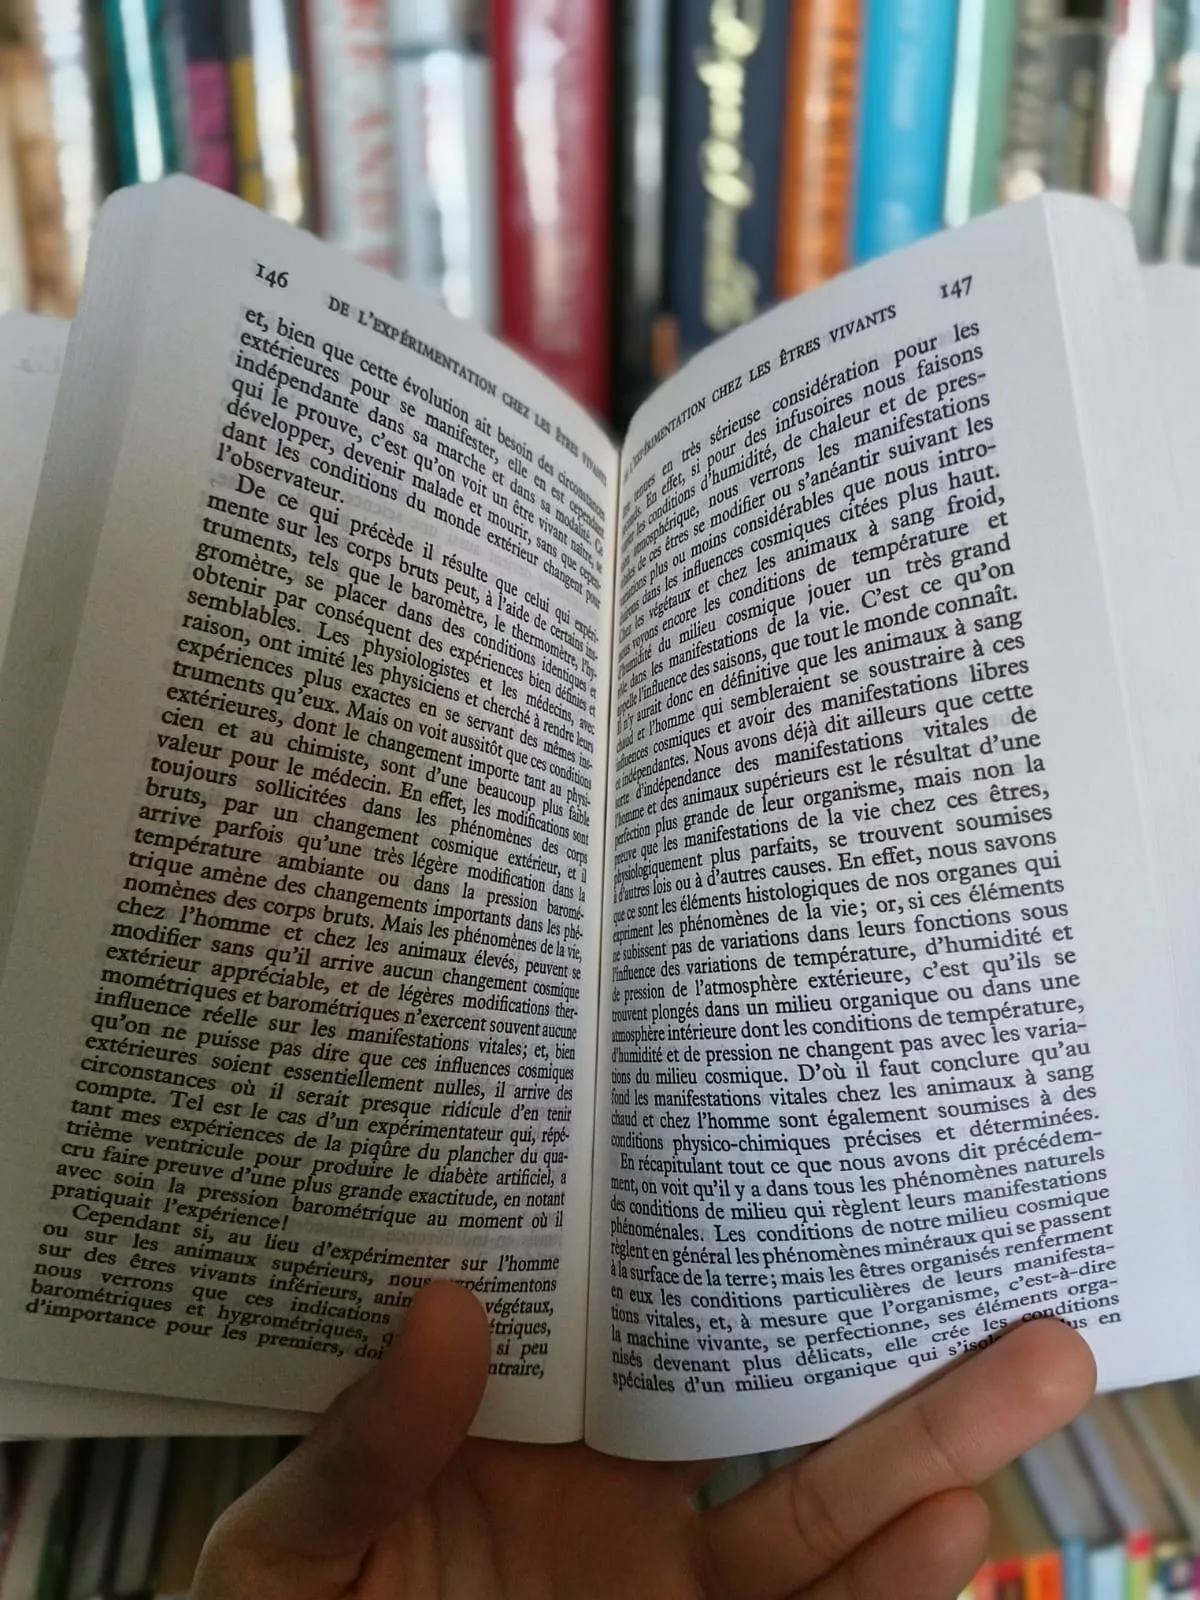 146
DE L'EXPÉRIMENTATION CHEZ LES ÊTRES VIVANTS
et, bien que cette évolution ait besoin des circonstances
extérieures pour se manifester, elle en est cependant
indépendante dans sa marche et dans sa modalité. Ce
qui le prouve, c'est qu'on voit un être vivant naître, se
développer, devenir malade et mourir, sans que cepen-
dant les conditions du monde extérieur changent pour
l'observateur.
De ce qui précède il résulte que celui qui expéri-
mente sur les corps bruts peut, à l'aide de certains ins-
truments, tels que le baromètre, le thermomètre, l'hy-
gromètre, se placer dans des conditions identiques et
obtenir par conséquent des expériences bien définies et
semblables. Les physiologistes et les médecins, avec
raison, ont imité les physiciens et cherché à rendre leurs
expériences plus exactes en se servant des mêmes ins-
truments qu'eux. Mais on voit aussitôt que ces conditions
extérieures, dont le changement importe tant au physi-
cien et au chimiste, sont d'une beaucoup plus faible
valeur pour le médecin. En effet, les modifications sont
toujours sollicitées dans les phénomènes des corps
bruts, par un changement cosmique extérieur, et il
arrive parfois qu'une très légère modification dans la
température ambiante ou dans la pression baromé-
trique amène des changements importants dans les phé-
nomènes des corps bruts. Mais les phénomènes de la vie,
chez l'homme et chez les animaux élevés, peuvent se
modifier sans qu'il arrive aucun changement cosmique
extérieur appréciable, et de légères modifications ther-
mométriques et barométriques n'exercent souvent aucune
influence réelle sur les manifestations vitales; et, bien
qu'on ne puisse pas dire que ces influences cosmiques
extérieures soient essentiellement nulles, il arrive des
circonstances où il serait presque ridicule d'en tenir
compte. Tel est le cas d'un expérimentateur qui, répé-
tant mes expériences de la piqûre du plancher du qua-
trième ventricule pour produire le diabète artificiel, a
cru faire preuve d'une plus grande exactitude, en notant
avec soin la pression barométrique au moment où il
pratiquait l'expérience!
Cependant si, au lieu d'expérimenter sur l'homme
ou sur les animaux supérieurs, nous expérimentons
sur des êtres vivants inférieurs, végétaux,
nous verrons que ces indications
barométriques et hygrométriques, si peu
d'importance pour les premiers,
147
CHEZ LES ÊTRES VIVANTS
en très sérieuse considération pour les
En effet, si pour des infusoires nous faisons
les conditions d'humidité, de chaleur et de pres-
atmosphérique, nous verrons les manifestations
de ces êtres se modifier ou s'anéantir suivant les
plus ou moins considérables que nous intro-
dans les influences cosmiques citées plus haut.
Chez les végétaux et chez les animaux à sang froid,
nous voyons encore les conditions de température et
d'humidité du milieu cosmique jouer un très grand
rôle dans les manifestations de la vie. C'est ce qu'on
appelle l'influence des saisons, que tout le monde connaît.
Il n'y aurait donc en définitive que les animaux à sang
chaud et l'homme qui sembleraient se soustraire à ces
influences cosmiques et avoir des manifestations libres
et indépendantes. Nous avons déjà dit ailleurs que cette
sorte d'indépendance des manifestations vitales de
l'homme et des animaux supérieurs est le résultat d'une
perfection plus grande de leur organisme, mais non la
preuve que les manifestations de la vie chez ces êtres,
physiologiquement plus parfaits, se trouvent soumises
à d'autres lois ou à d'autres causes. En effet, nous savons
que ce sont les éléments histologiques de nos organes qui
expriment les phénomènes de la vie; or, si ces éléments
ne subissent pas de variations dans leurs fonctions sous
l'influence des variations de température, d'humidité et
de pression de l'atmosphère extérieure, c'est qu'ils se
trouvent plongés dans un milieu organique ou dans une
atmosphère intérieure dont les conditions de température,
d'humidité et de pression ne changent pas avec les varia-
tions du milieu cosmique. D'où il faut conclure qu'au
fond les manifestations vitales chez les animaux à sang
chaud et chez l'homme sont également soumises à des
conditions physico-chimiques précises et déterminées.
En récapitulant tout ce que nous avons dit précédem-
ment, on voit qu'il y a dans tous les phénomènes naturels
des conditions de milieu qui règlent leurs manifestations
phénoménales. Les conditions de notre milieu cosmique
règlent en général les phénomènes minéraux qui se passent
à la surface de la terre; mais les êtres organisés renferment
en eux les conditions particulières de leurs manifesta-
tions vitales, et, à mesure que l'organisme, c'est-à-dire
la machine vivante, se perfectionne, ses éléments orga-
nisés devenant plus délicats, elle crée les conditions
spéciales d'un milieu organique qui en